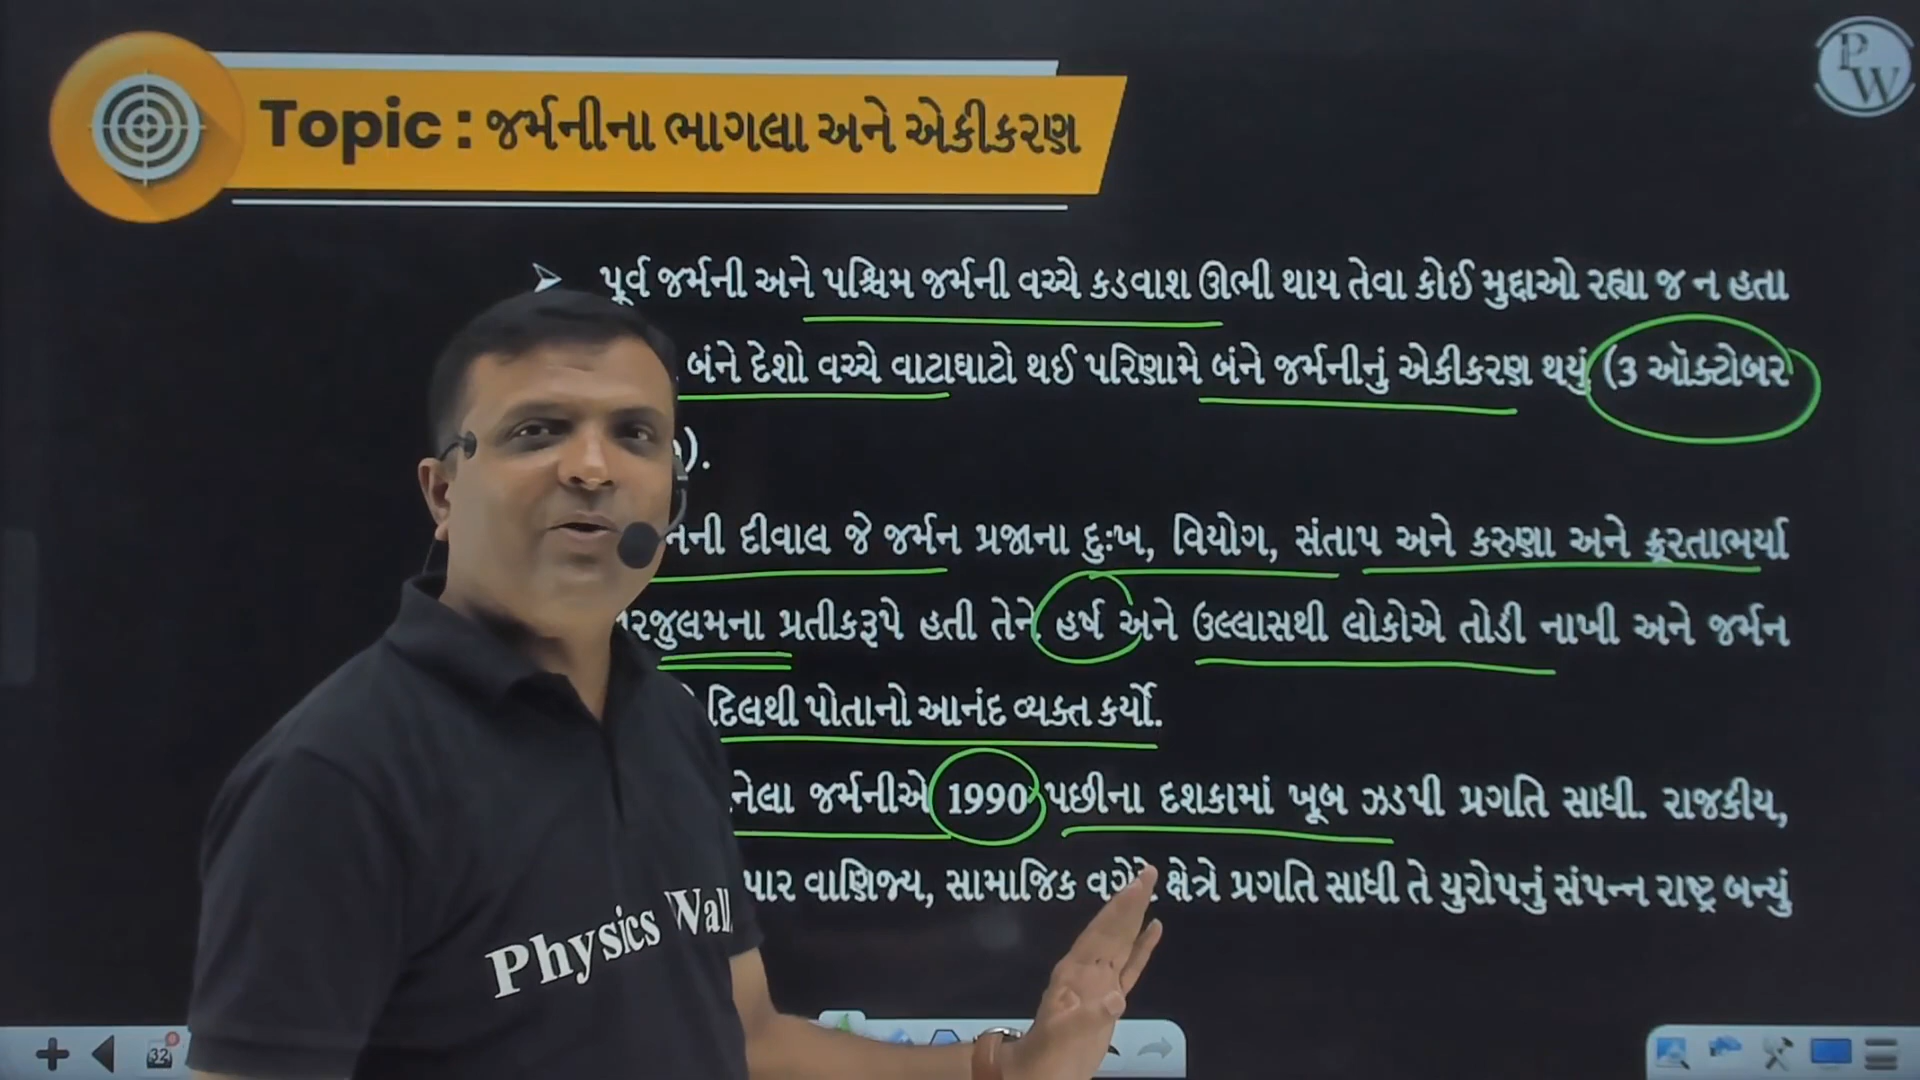 PW
Topic : જર્મનીના ભાગલા અને એકીકરણ
પૂર્વ જર્મની અને પશ્ચિમ જર્મની વચ્ચે કડવાશ ઊભી થાય તેવા કોઈ મુદ્દાઓ રહ્યા જ ન હતા
બંને દેશો વચ્ચે વાટાઘાટો થઈ પરિણામે બંને જર્મનીનું એકીકરણ થયું (3 ઑક્ટોબર
).
દીવાલ જે જર્મન પ્રજાના દુઃખ, વિયોગ, સંતાપ અને કરુણા અને ક્રૂરતાભર્યા
પ્રતીકરૂપે હતી તેને હર્ષ અને ઉલ્લાસથી લોકોએ તોડી નાખી અને જર્મન
દિલથી પોતાનો આનંદ વ્યક્ત કર્યો.
જર્મનીએ 1990 પછીના દશકામાં ખૂબ ઝડપી પ્રગતિ સાધી. રાજકીય,
વાણિજ્ય, સામાજિક વગેરે ક્ષેત્રે પ્રગતિ સાધી તે યુરોપનું સંપન્ન રાષ્ટ્ર બન્યું
Physics Wall
32